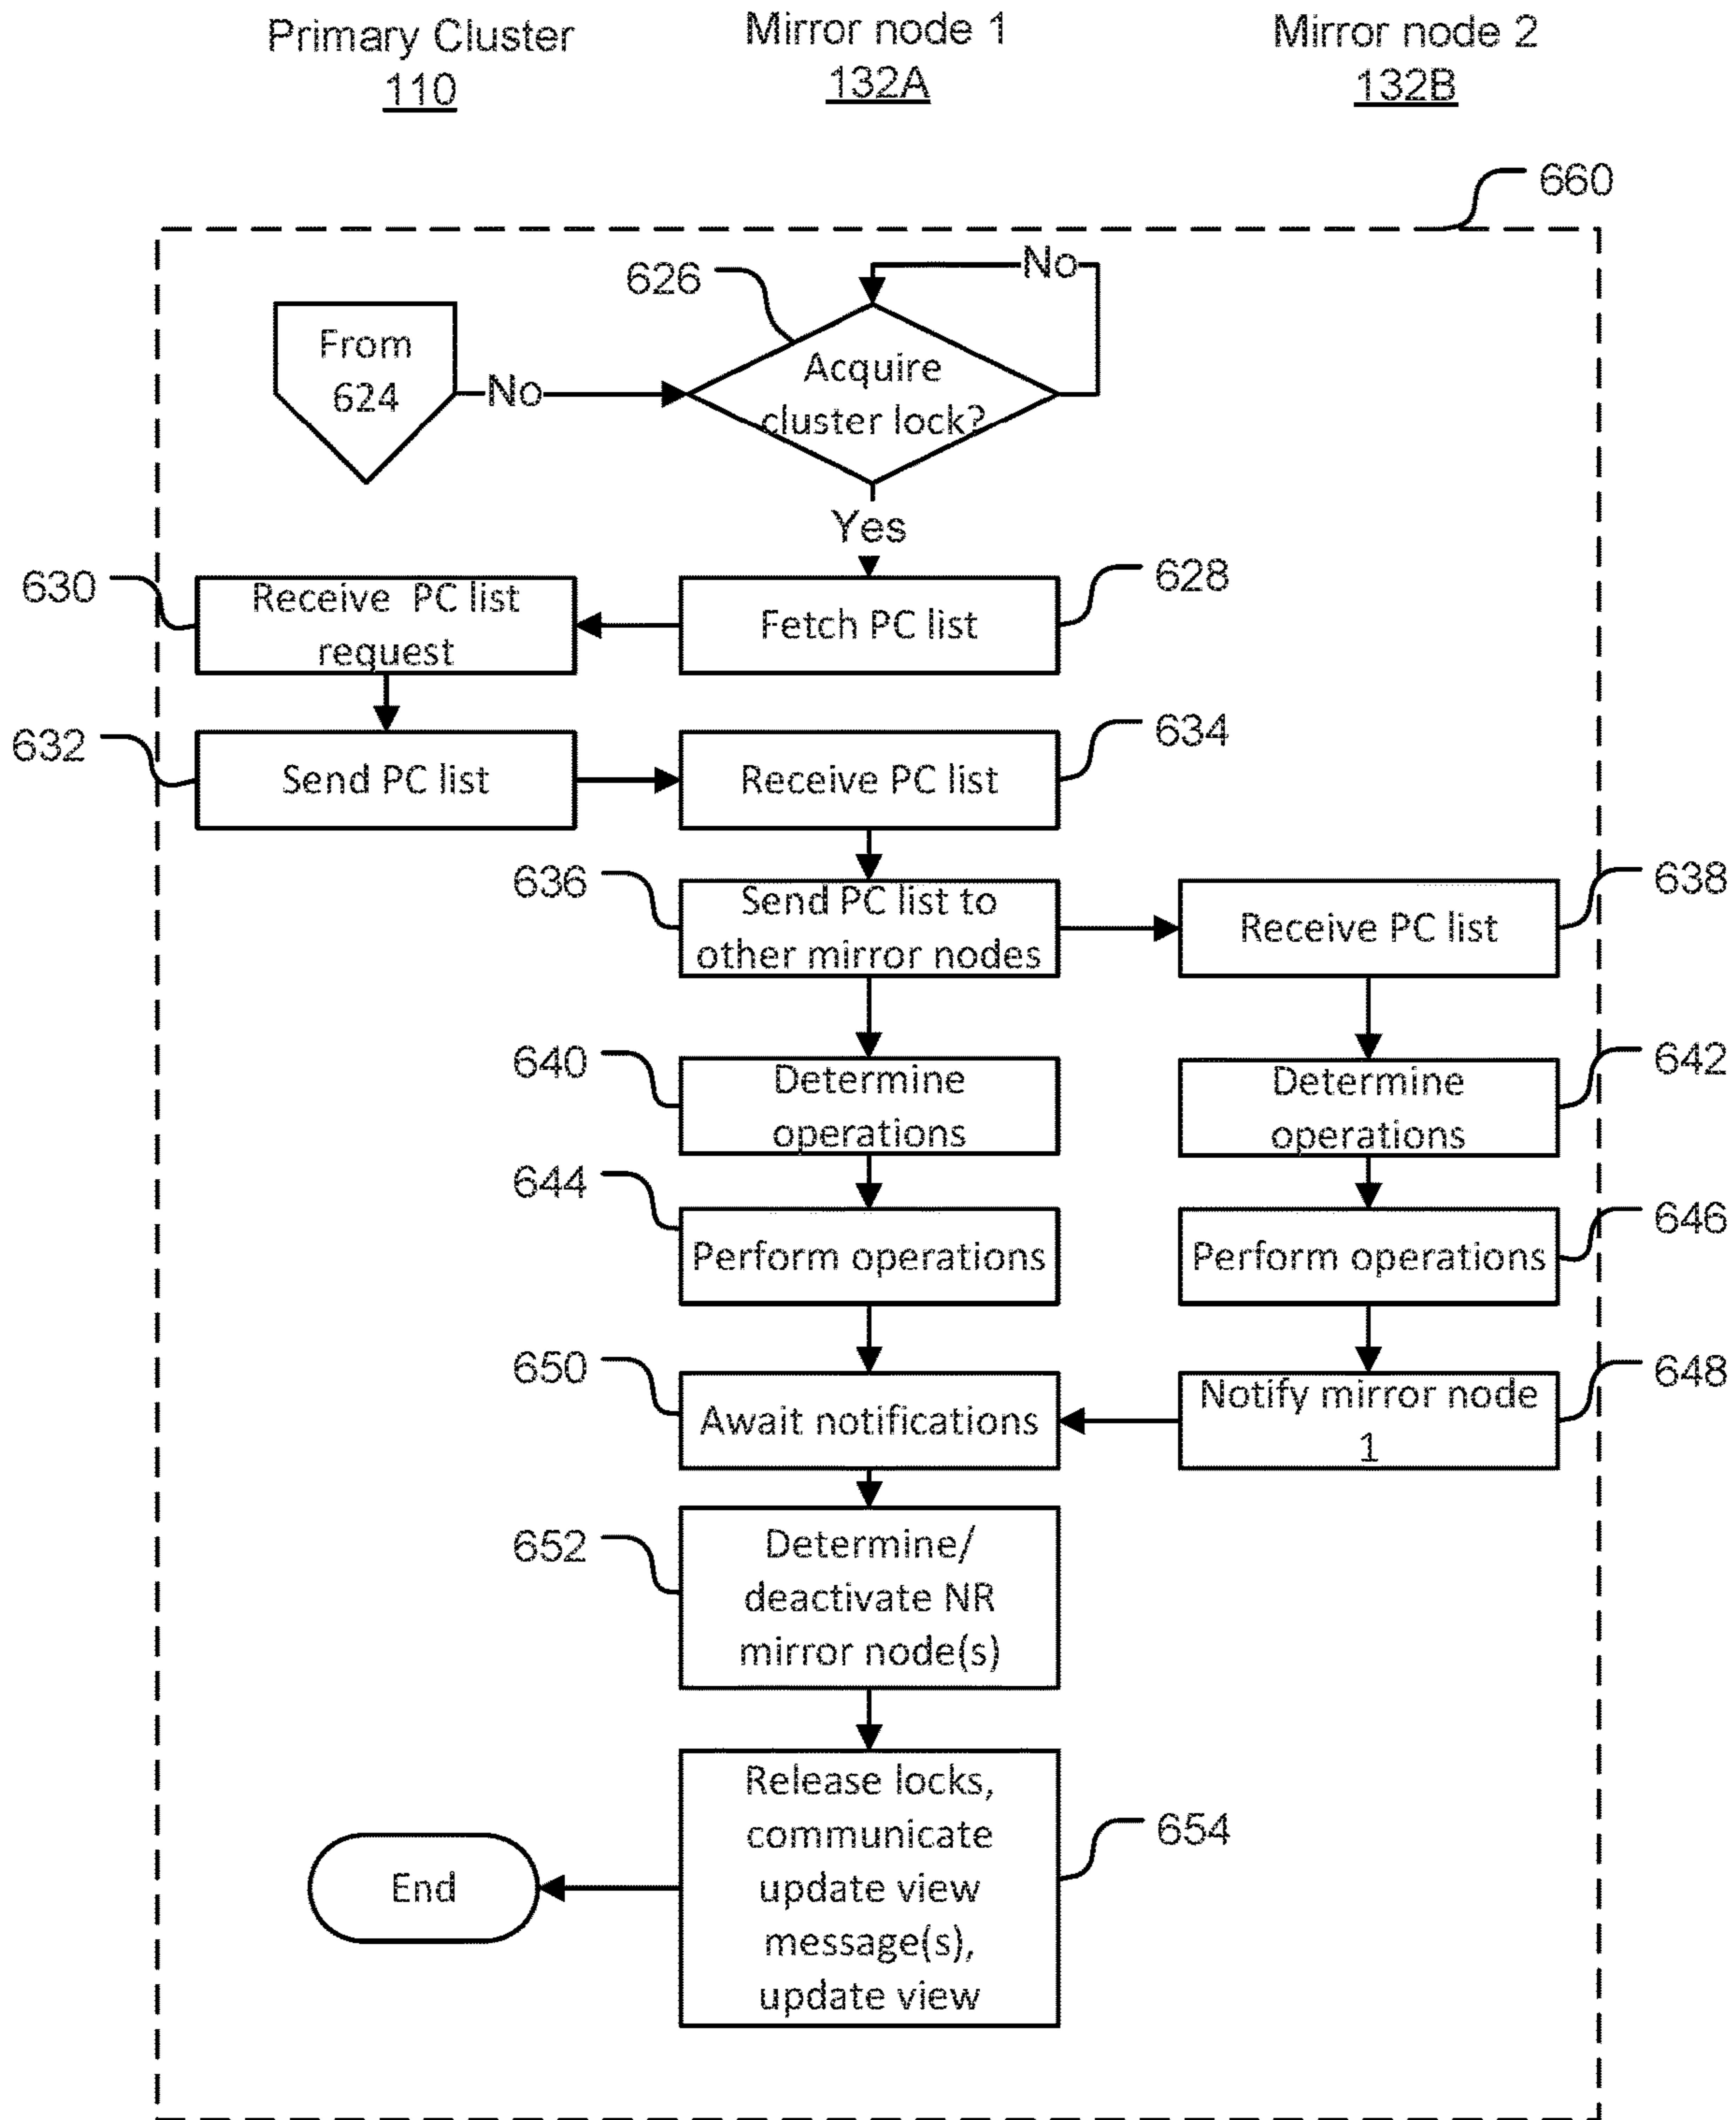 Primary Cluster
110
Mirror node 1
132A
Mirror node 2
132B
660
626
No
From
624
No
Acquire
cluster lock?
Yes
630
Receive PC list
request
Fetch PC list
628
632
Send PC list
Receive PC list
634
636
Send PC list to
other mirror nodes
Receive PC list
638
640
Determine
operations
Determine
operations
642
644
Perform operations
Perform operations
646
650
Await notifications
Notify mirror node
1
648
652
Determine/
deactivate NR
mirror node(s)
Release locks,
communicate
update view
message(s),
update view
654
End